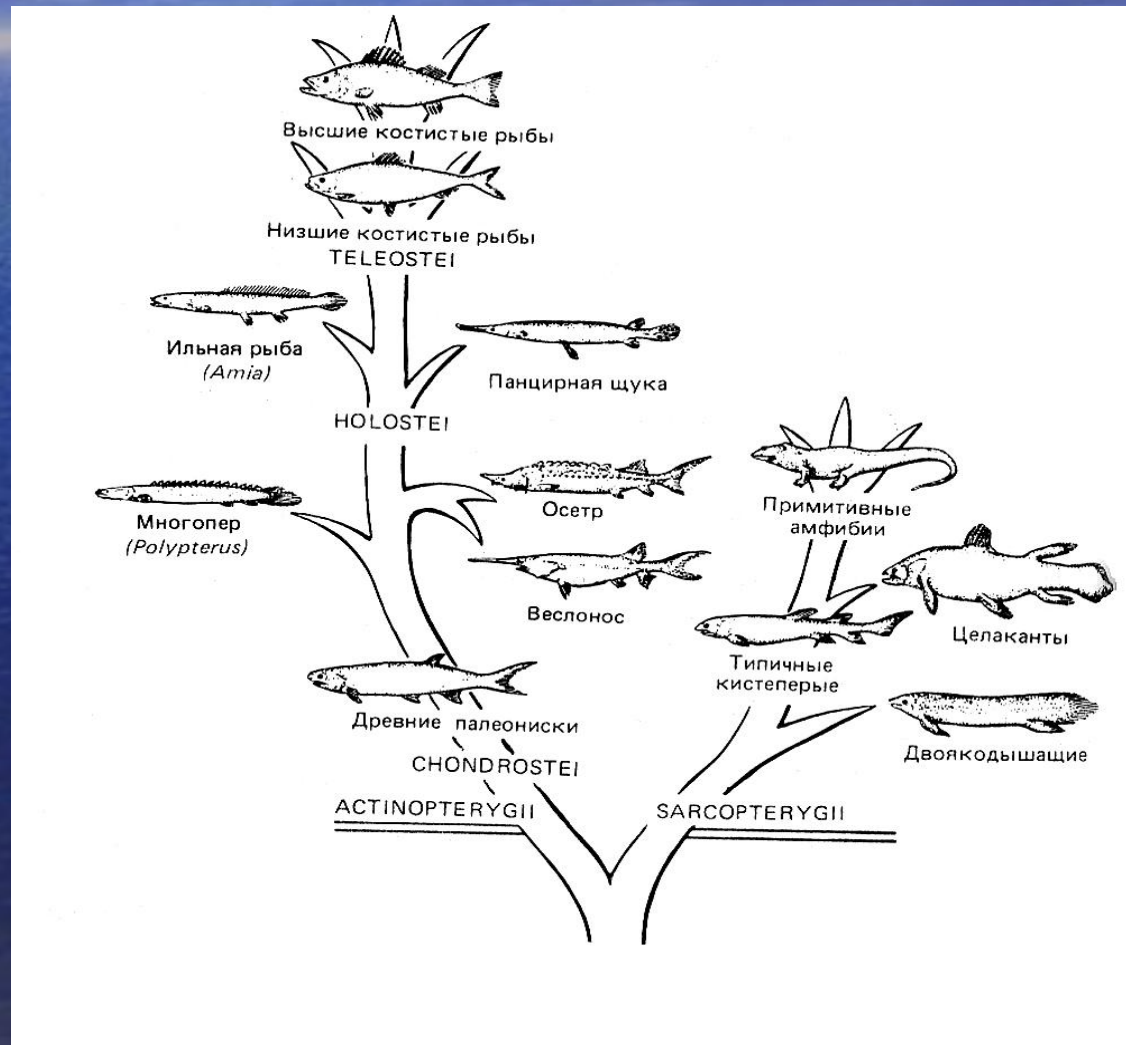 Высшие костистые рыбы
Низшие костистые рыбы
TELEOSTEI
Ильная рыба
(Amia)
Панцирная щука
HOLOSTEI
Многопер
(Polypterus)
Осетр
Веслонос
Примитивные
амфибии
Целаканты
Типичные
кистеперые
Двоякодышащие
Древние палеониски
CHONDROSTEI
ACTINOPTERYGII
SARCOPTERYGII